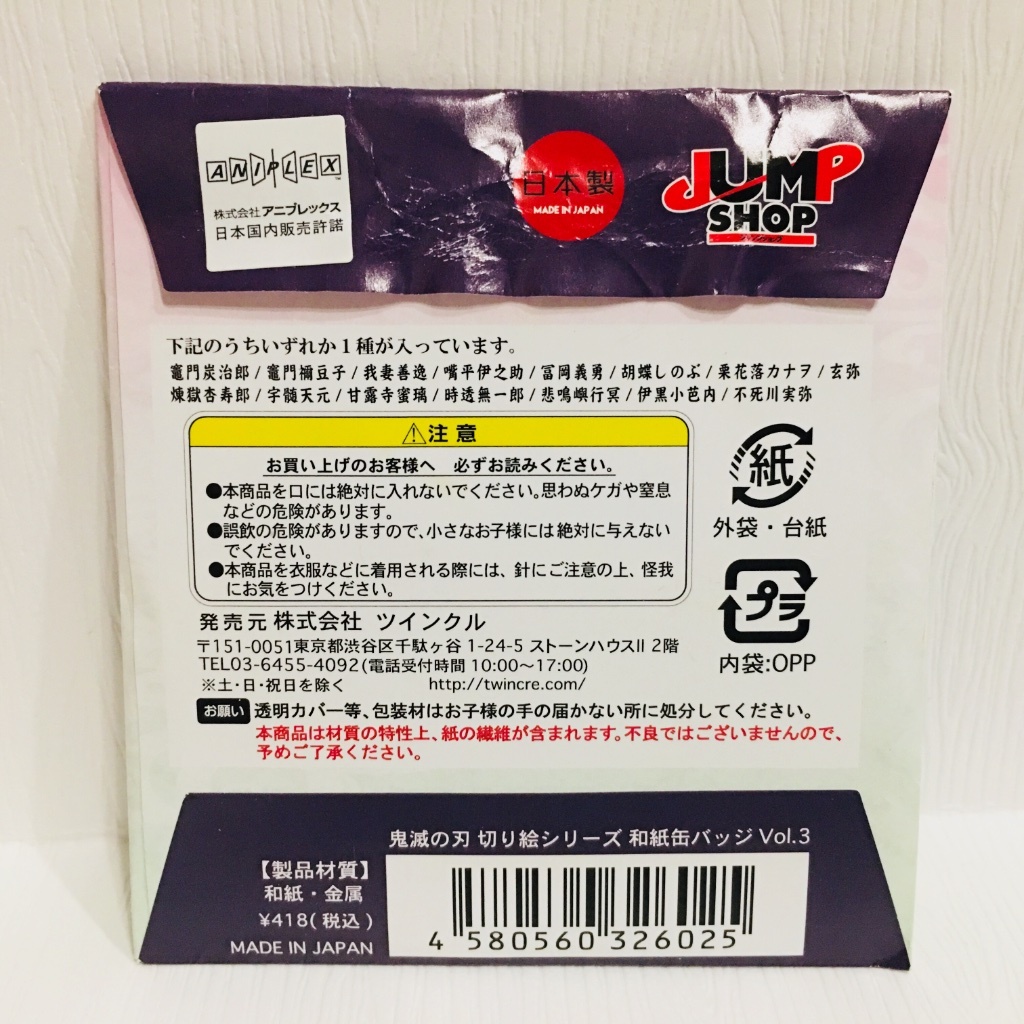 ANIPLEX
株式会社 アニプレックス
日本国内販売許諾
日本製
MADE IN JAPAN
JUMP
SHOP
下記のうちいずれか1種が入っています。
竈門炭治郎/竈門禰豆子/我妻善逸/嘴平伊之助/冨岡義勇/胡蝶しのぶ/栗花落カナヲ/玄弥
煉獄杏寿郎/宇髄天元/甘露寺蜜璃/時透無一郎/悲鳴嶼行冥/伊黒小芭内/不死川実弥
⚠注意
お買い上げのお客様へ 必ずお読みください。
●本商品を口には絶対に入れないでください。思わぬケガや窒息
などの危険があります。
●誤飲の危険がありますので、小さなお子様には絶対に与えない
でください。
●本商品を衣服などに着用される際には、針にご注意の上、怪我
にお気をつけください。
紙
外袋・台紙
プラ
内袋:OPP
発売元 株式会社 ツインクル
〒151-0051東京都渋谷区千駄ヶ谷 1-24-5 ストーンハウスII 2階
TEL03-6455-4092(電話受付時間 10:00〜17:00)
※土・日・祝日を除く http://twincre.com/
お願い 透明カバー等、包装材はお子様の手の届かない所に処分してください。
本商品は材質の特性上、紙の繊維が含まれます。不良ではございませんので、
予めご了承ください。
鬼滅の刃 切り絵シリーズ 和紙缶バッジ Vol.3
【製品材質】
和紙・金属
¥418(税込)
MADE IN JAPAN
4 580560 326025